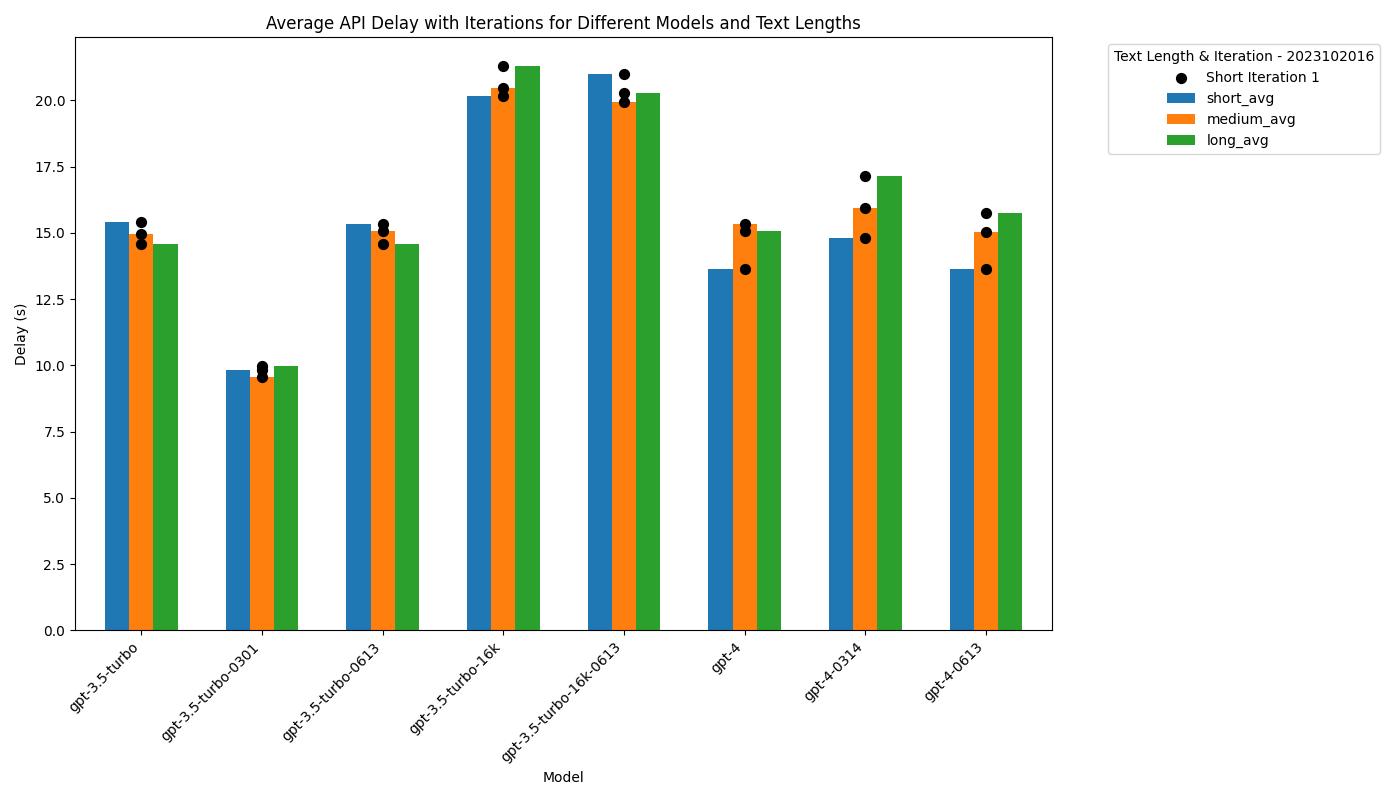 Average API Delay with Iterations for Different Models and Text Lengths
Text Length & Iteration - 2023102016
Short Iteration 1
short_avg
medium_avg
long_avg
Delay (s)
20.0
17.5
15.0
12.5
10.0
7.5
5.0
2.5
0.0
gpt-3.5-turbo
gpt-3.5-turbo-0301
gpt-3.5-turbo-0613
gpt-3.5-turbo-16k
gpt-3.5-turbo-16k-0613
gpt-4
gpt-4-0314
gpt-4-0613
Model